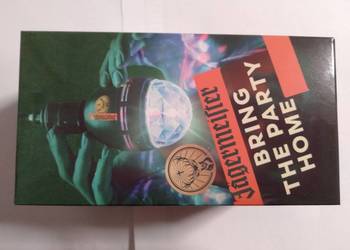 Jägermeister
BRING
THE PARTY
HOME